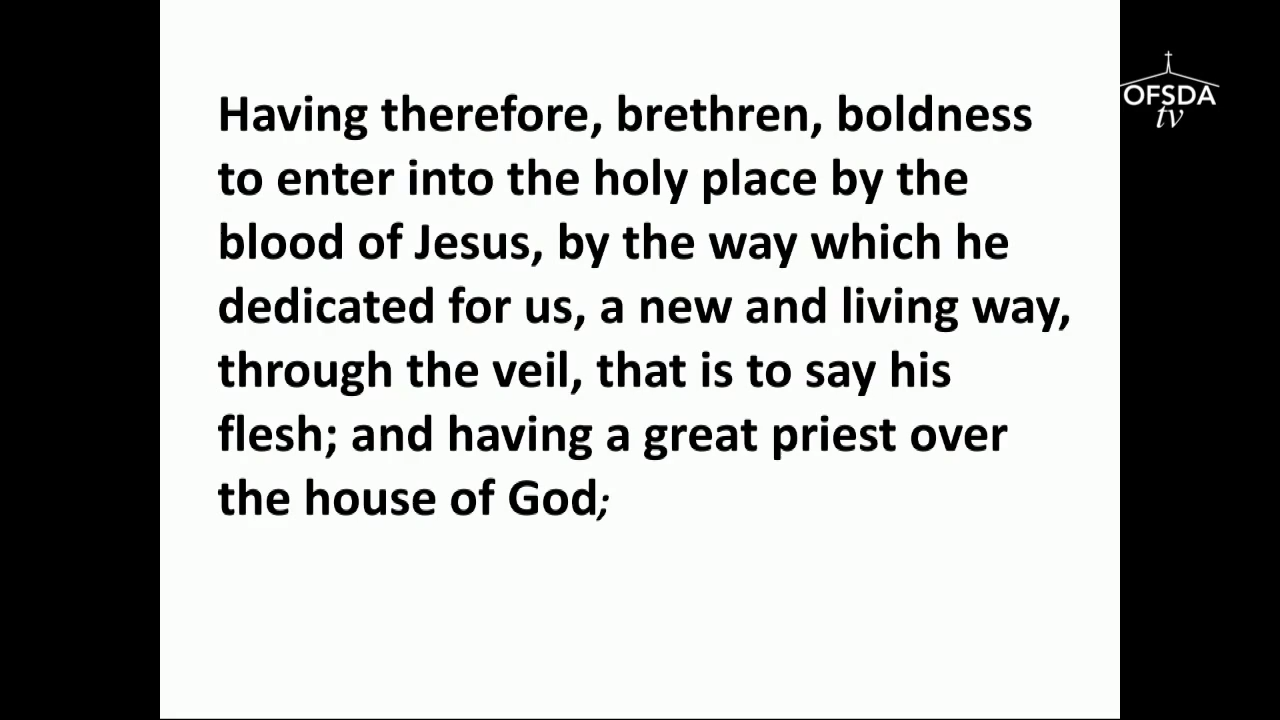 Having therefore, brethren, boldness
to enter into the holy place by the
blood of Jesus, by the way which he
dedicated for us, a new and living way,
through the veil, that is to say his
flesh; and having a great priest over
the house of God;
OFSDA
tv